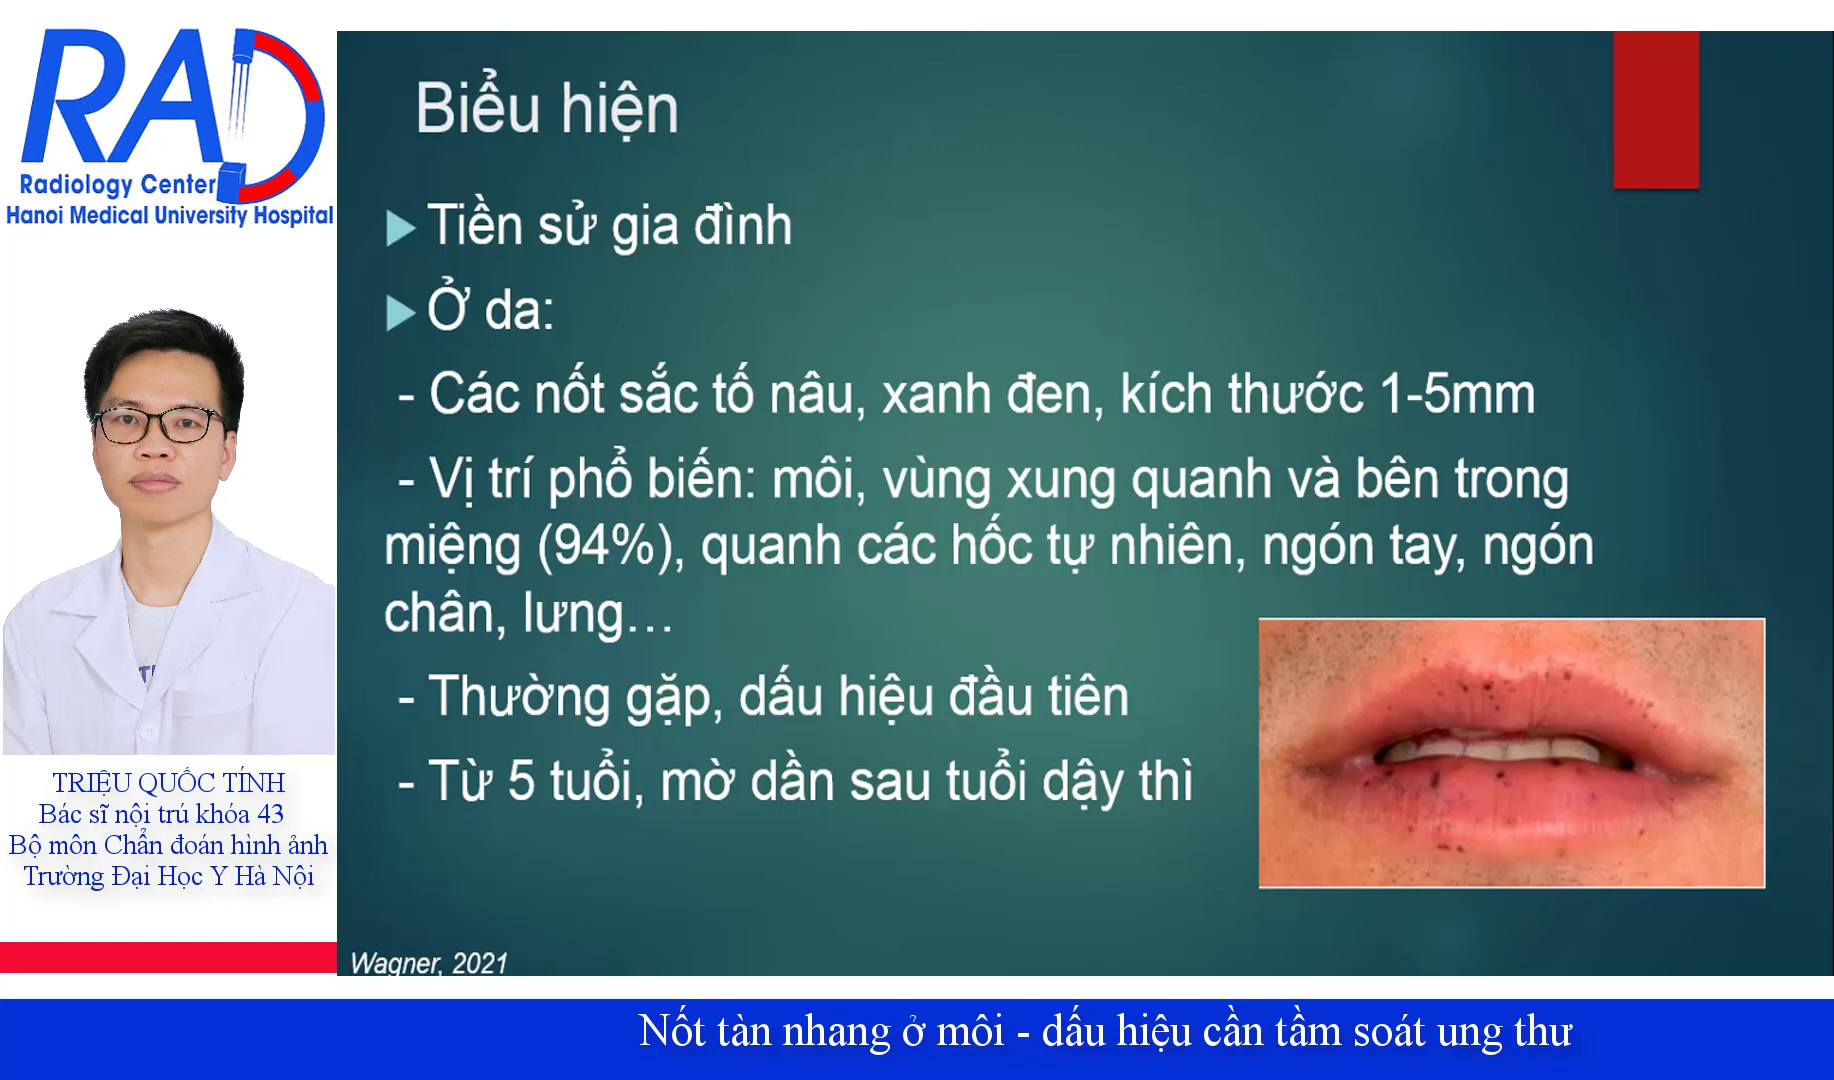 RAD
Radiology Center
Hanoi Medical University Hospital
TRIỆU QUỐC TÍNH
Bác sĩ nội trú khóa 43
Bộ môn Chẩn đoán hình ảnh
Trường Đại Học Y Hà Nội
Biểu hiện
Tiền sử gia đình
Ở da:
- Các nốt sắc tố nâu, xanh đen, kích thước 1-5mm
- Vị trí phổ biến: môi, vùng xung quanh và bên trong
miệng (94%), quanh các hốc tự nhiên, ngón tay, ngón
chân, lưng…
- Thường gặp, dấu hiệu đầu tiên
- Từ 5 tuổi, mờ dần sau tuổi dậy thì
Wagner, 2021
Nốt tàn nhang ở môi - dấu hiệu cần tầm soát ung thư